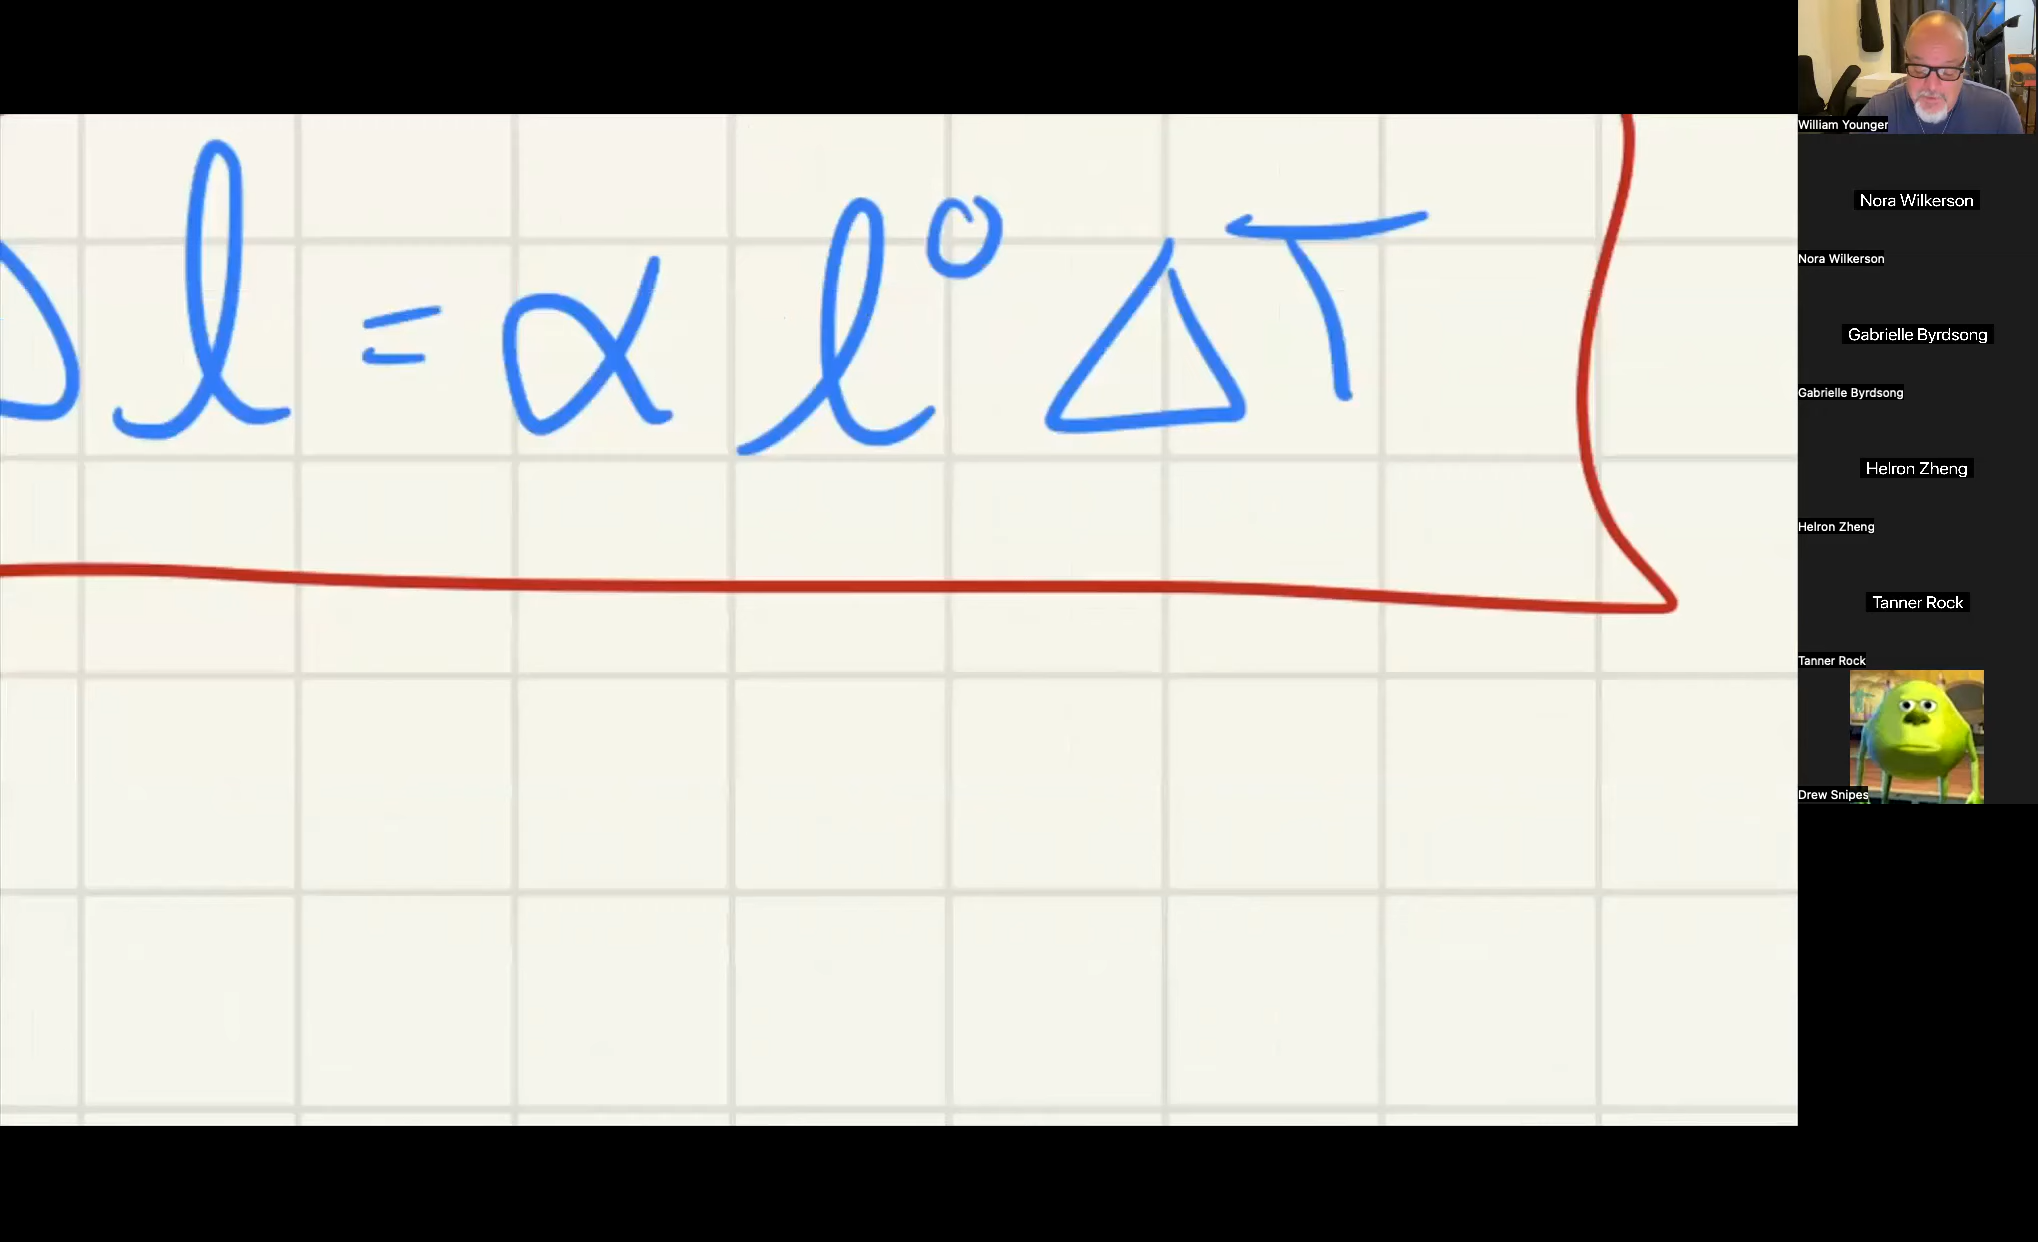 Δl = α l⁰ ΔT
William Younger
Nora Wilkerson
Nora Wilkerson
Gabrielle Byrdsong
Gabrielle Byrdsong
Helron Zheng
Helron Zheng
Tanner Rock
Tanner Rock
Drew Snipes